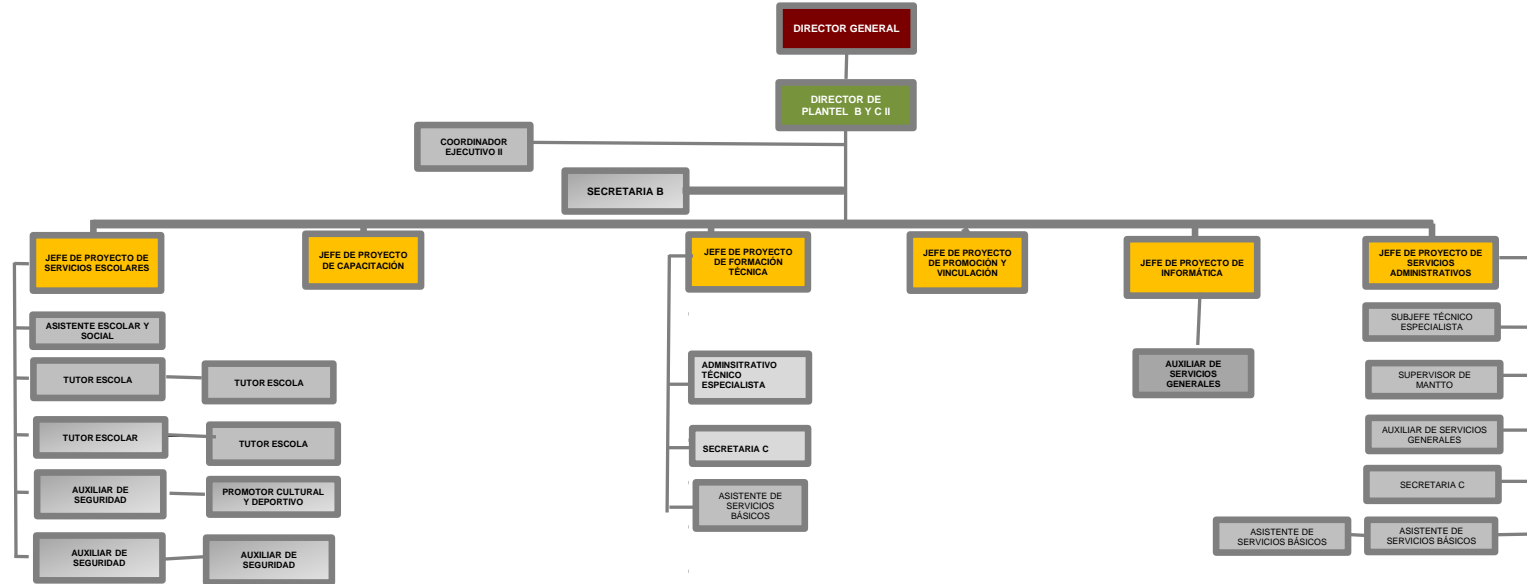 DIRECTOR GENERAL
DIRECTOR DE
PLANTEL B Y C II
COORDINADOR
EJECUTIVO II
SECRETARIA B
JEFE DE PROYECTO DE
SERVICIOS ESCOLARES
JEFE DE PROYECTO
DE CAPACITACIÓN
JEFE DE PROYECTO
DE FORMACIÓN
TÉCNICA
JEFE DE PROYECTO
DE PROMOCIÓN Y
VINCULACIÓN
JEFE DE PROYECTO DE
INFORMÁTICA
JEFE DE PROYECTO DE
SERVICIOS
ADMINISTRATIVOS
ASISTENTE ESCOLAR Y
SOCIAL
TUTOR ESCOLA
TUTOR ESCOLA
TUTOR ESCOLAR
TUTOR ESCOLA
AUXILIAR DE
SEGURIDAD
PROMOTOR CULTURAL
Y DEPORTIVO
AUXILIAR DE
SEGURIDAD
AUXILIAR DE
SEGURIDAD
ADMINSITRATIVO
TÉCNICO
ESPECIALISTA
SECRETARIA C
ASISTENTE DE
SERVICIOS
BÁSICOS
AUXILIAR DE
SERVICIOS
GENERALES
SUBJEFE TÉCNICO
ESPECIALISTA
SUPERVISOR DE
MANTTO
AUXILIAR DE SERVICIOS
GENERALES
SECRETARIA C
ASISTENTE DE
SERVICIOS BÁSICOS
ASISTENTE DE
SERVICIOS BÁSICOS